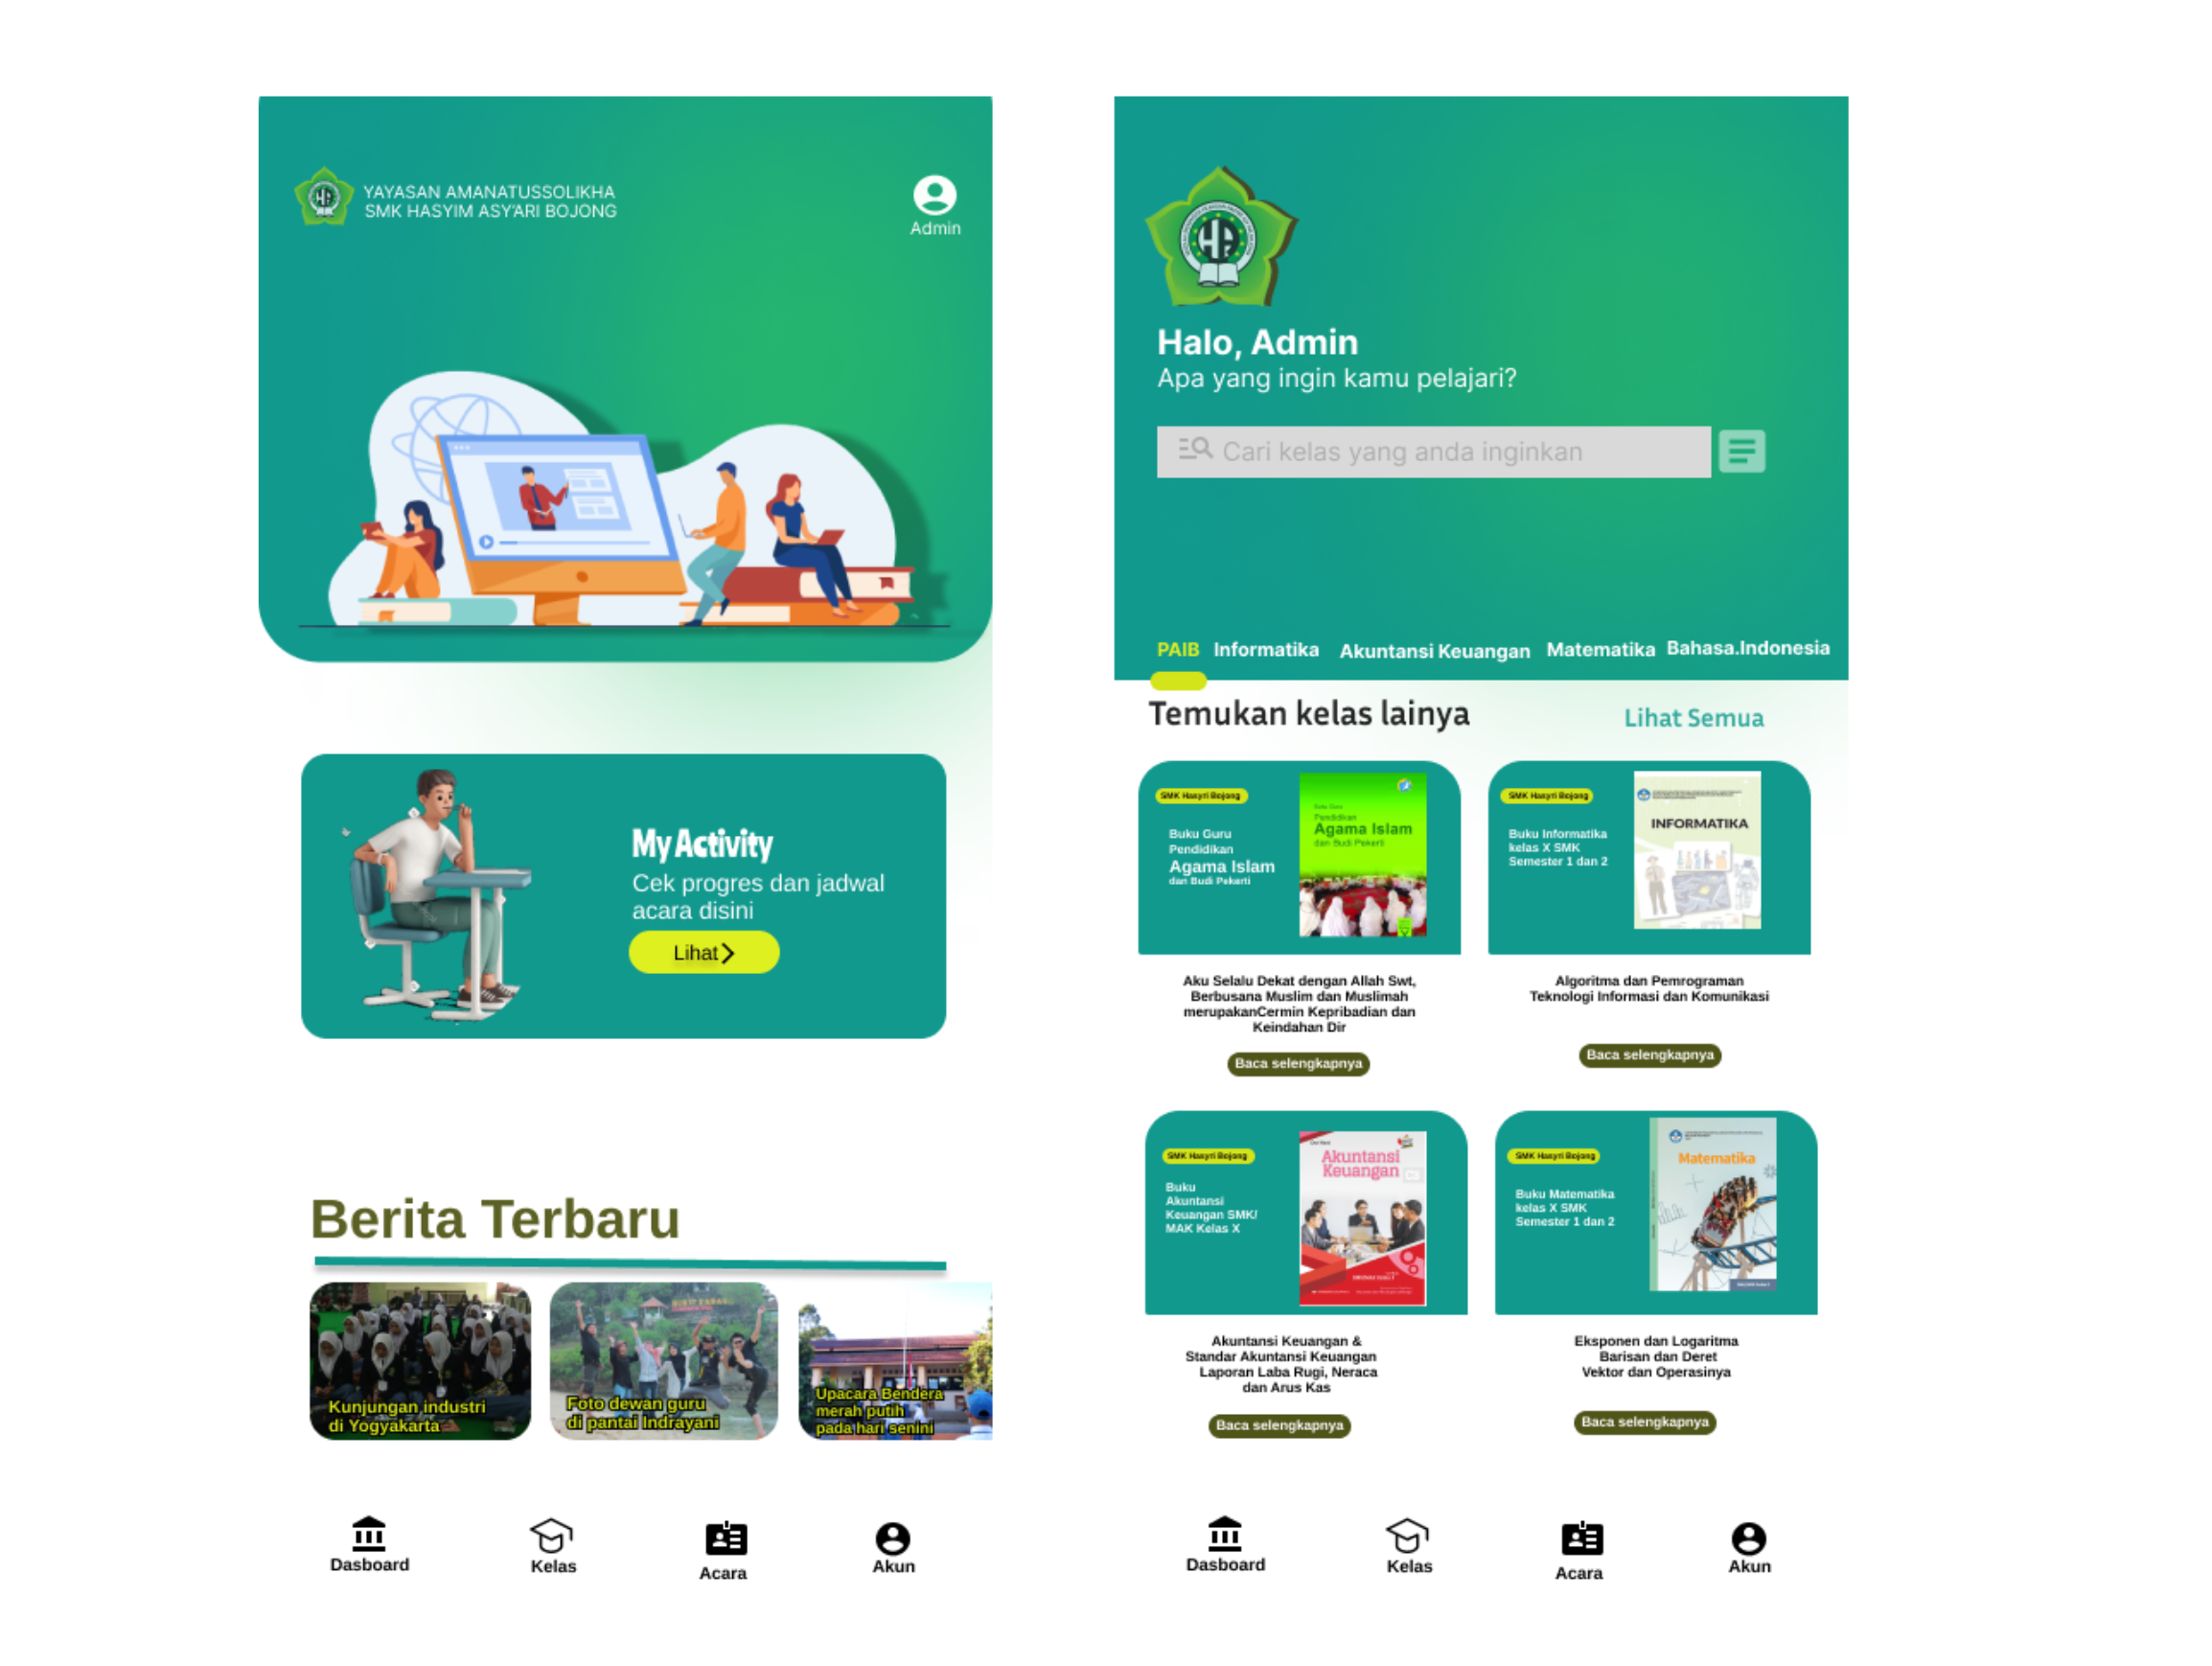 YAYASAN AMANATUSSOLIKHA
SMK HASYIM ASY'ARI BOJONG
Admin
My Activity
Cek progres dan jadwal
acara disini
Lihat
Berita Terbaru
Kunjungan industri
di Yogyakarta
Foto dewan guru
di pantai Indrayani
Upacara Bendera
merah putih
pada hari senini
Dasboard
Kelas
Acara
Akun
HA
Halo, Admin
Apa yang ingin kamu pelajari?
Cari kelas yang anda inginkan
PAIB Informatika Akuntansi Keuangan Matematika Bahasa.Indonesia
Temukan kelas lainya
Lihat Semua
SMK Hasyri Bojong
Buku Guru
Pendidikan
Agama Islam
dan Budi Pekerti
Buku Guru
Pendidikan
Agama Islam
dan Budi Pekerti
Aku Selalu Dekat dengan Allah Swt,
Berbusana Muslim dan Muslimah
merupakanCermin Kepribadian dan
Keindahan Dir
Baca selengkapnya
SMK Hasyri Bojong
Buku Informatika
kelas X SMK
Semester 1 dan 2
INFORMATIKA
Algoritma dan Pemrograman
Teknologi Informasi dan Komunikasi
Baca selengkapnya
SMK Hasyri Bojong
Buku
Akuntansi
Keuangan SMK/
MAK Kelas X
Akuntansi
Keuangan
Akuntansi Keuangan &
Standar Akuntansi Keuangan
Laporan Laba Rugi, Neraca
dan Arus Kas
Baca selengkapnya
SMK Hasyri Bojong
Buku Matematika
kelas X SMK
Semester 1 dan 2
Matematika
Eksponen dan Logaritma
Barisan dan Deret
Vektor dan Operasinya
Baca selengkapnya
Dasboard
Kelas
Acara
Akun